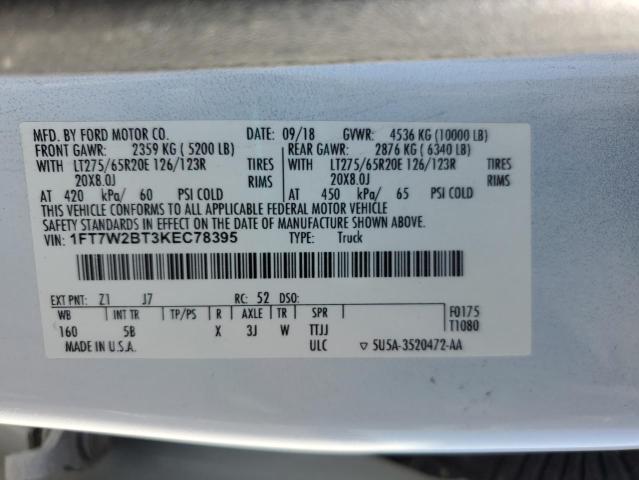 MFD. BY FORD MOTOR CO. DATE: 09/18 GVWR: 4536 KG (10000 LB)
FRONT GAWR: 2359 KG ( 5200 LB) REAR GAWR: 2876 KG ( 6340 LB)
WITH LT275/65R20E 126/123R TIRES WITH LT275/65R20E 126/123R TIRES
20X8.0J RIMS 20X8.0J RIMS
AT 420 kPa/ 60 PSI COLD AT 450 kPa/ 65 PSI COLD
THIS VEHICLE CONFORMS TO ALL APPLICABLE FEDERAL MOTOR VEHICLE
SAFETY STANDARDS IN EFFECT ON THE DATE OF MANUFACTURE SHOWN ABOVE.
VIN: 1FT7W2BT3KEC78395 TYPE: Truck
EXT PNT: Z1 J7 RC: 52 DSO:
WB INT TR TP/PS R AXLE TR SPR F0175
160 5B X 3J W TTJJ T1080
MADE IN U.S.A. ULC ▽ 5U5A-3520472-AA